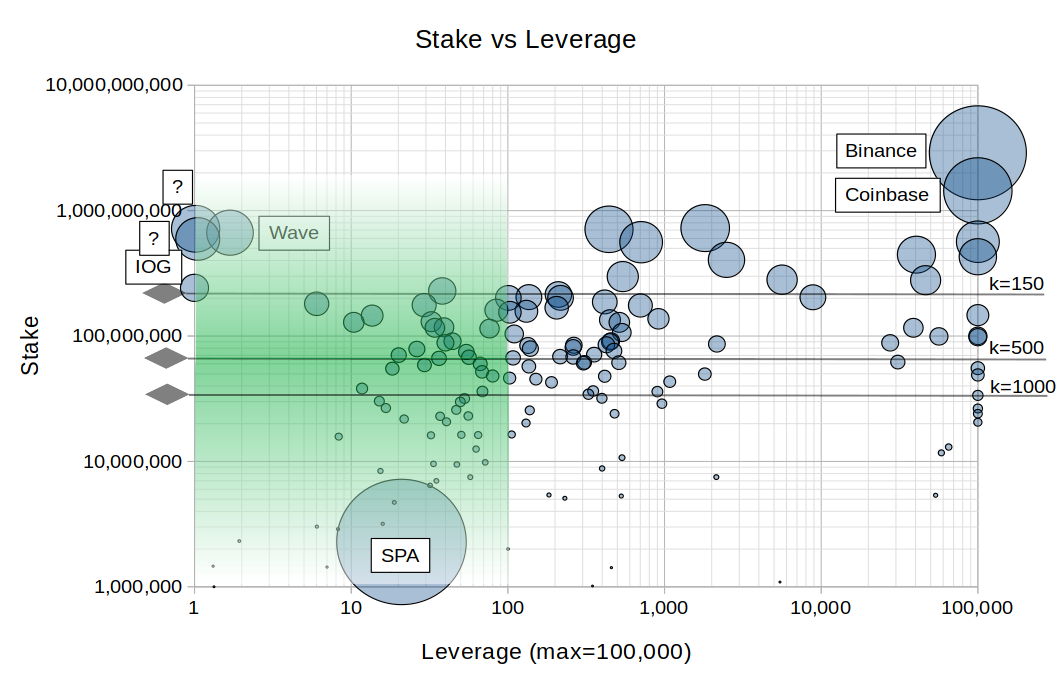 Stake vs Leverage
10,000,000,000
Binance
?
Coinbase
1,000,000,000
Wave
?
IOG
k=150
100,000,000
k=500
k=1000
Stake
10,000,000
SPA
1,000,000
1 10 100 1,000 10,000 100,000
Leverage (max=100,000)